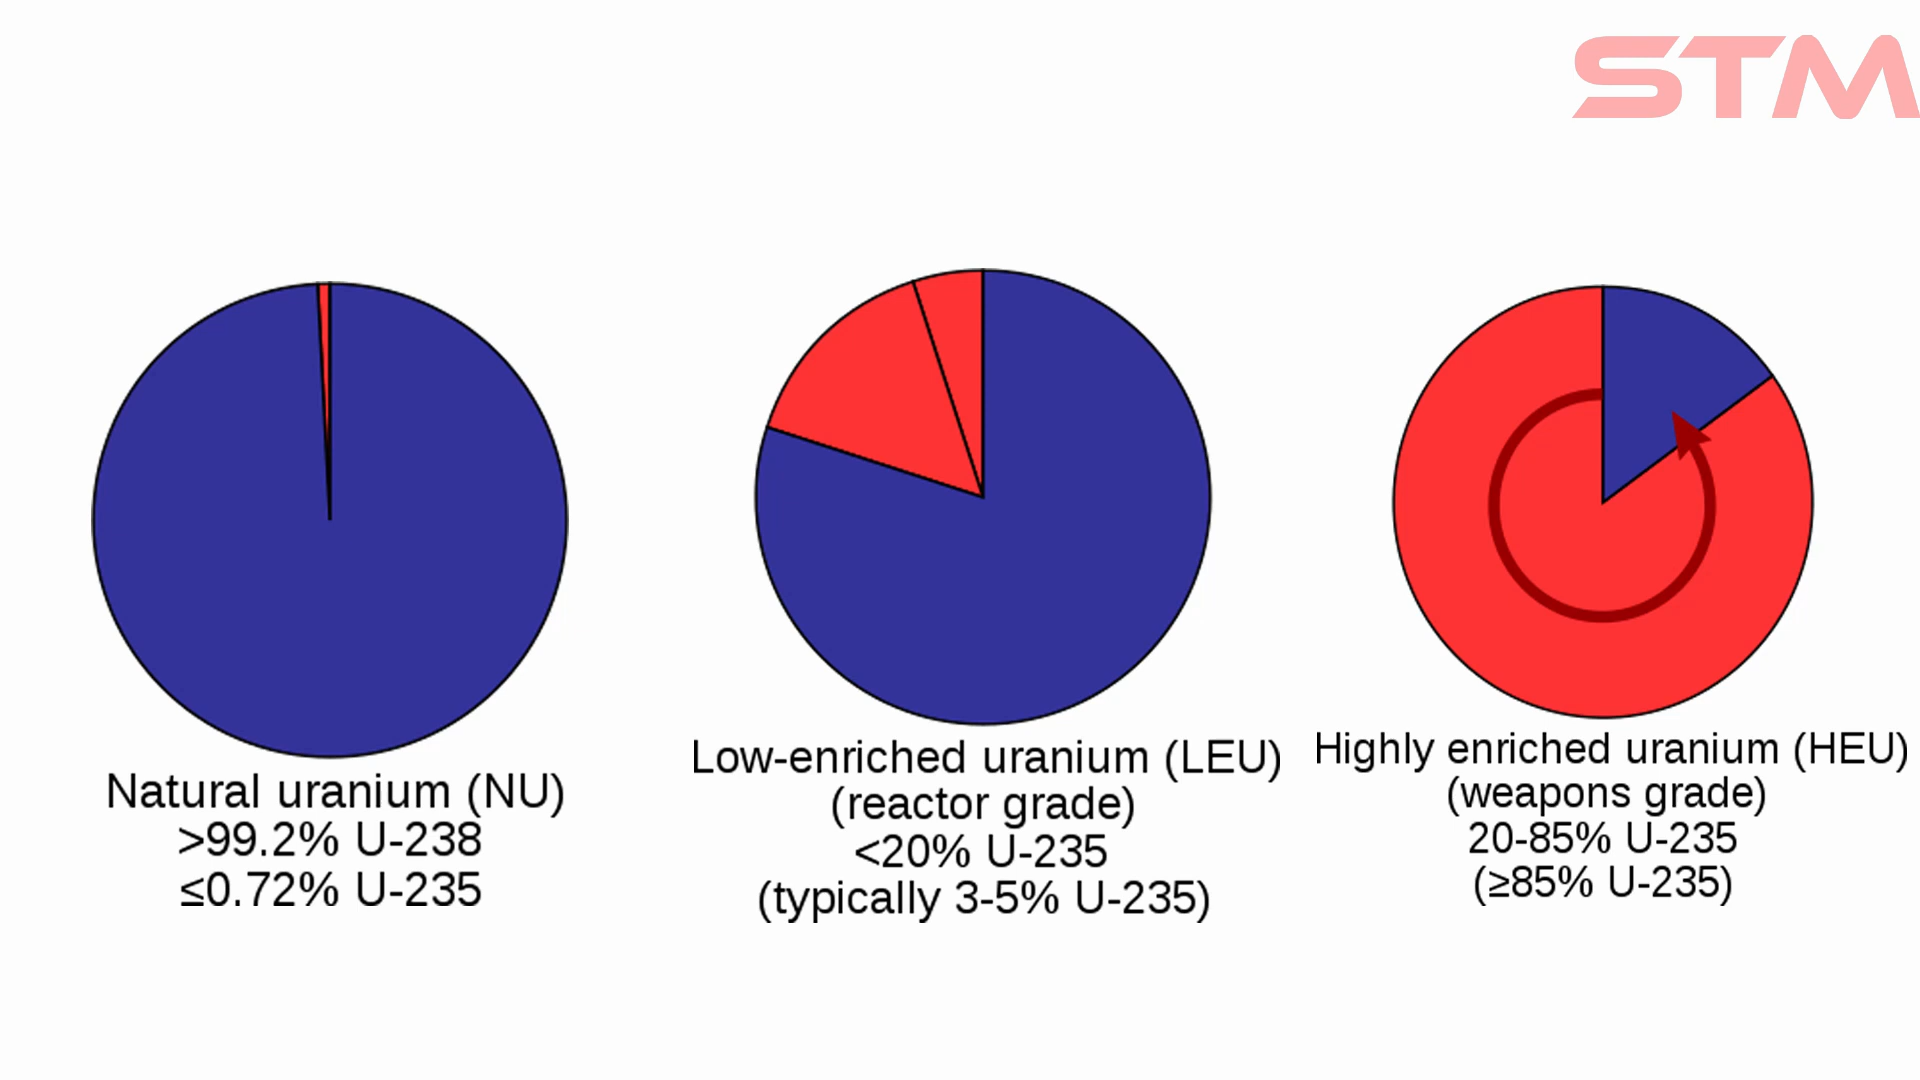 STM
Natural uranium (NU)
>99.2% U-238
≤0.72% U-235
Low-enriched uranium (LEU)
(reactor grade)
<20% U-235
(typically 3-5% U-235)
Highly enriched uranium (HEU)
(weapons grade)
20-85% U-235
(≥85% U-235)